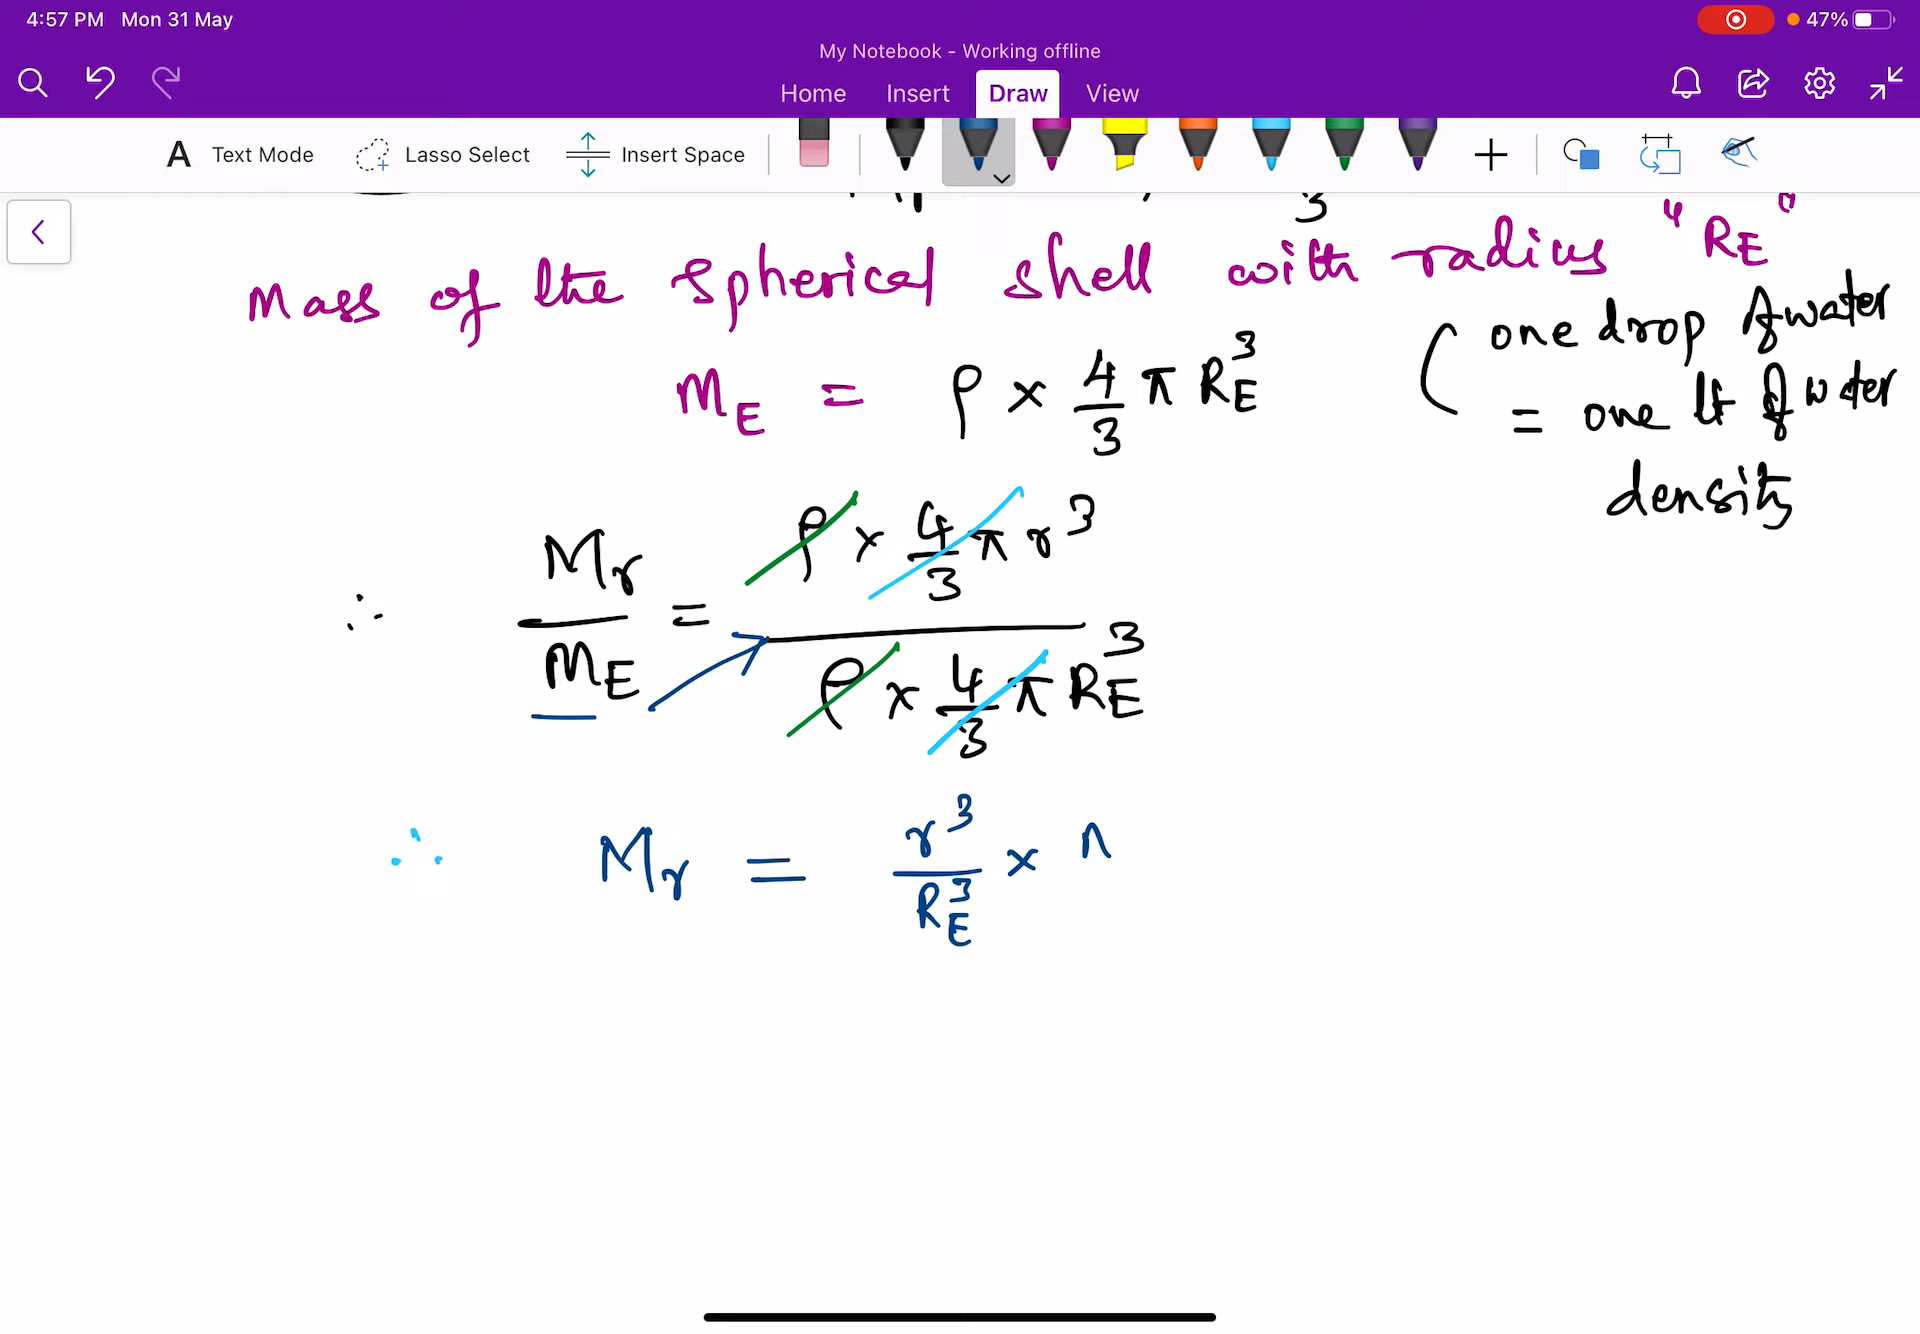 4:57 PM Mon 31 May 47%
My Notebook - Working offline
Home Insert Draw View
A Text Mode Lasso Select Insert Space
3
Mass of the Spherical shell with radius "RE"
ME = ρ × 4/3 π RE³
( one drop of water
= one lt of water
density
∴ Mr/ME = ρ × 4/3 π r³ / ρ × 4/3 π RE³
∴ Mr = r³/RE³ ×